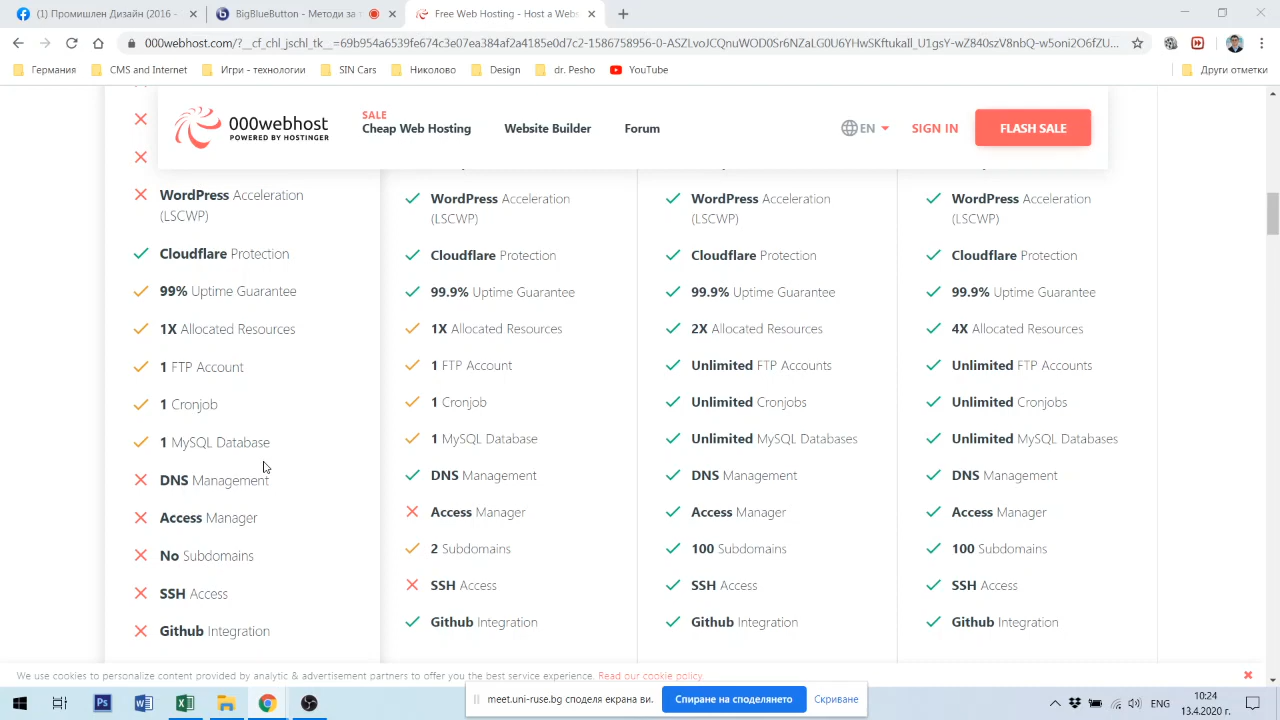 Промишлен Дизайн (2016 -
BigBlueButton - Методи за т
Free Web Hosting - Host a Webs
000webhost.com/?__cf_chl_jschl_tk__=69b954a6539fe674c3e07ea384af2a4185e0d7c2-1586758956-0-ASZLvoJCQnuWOD0Sr6NZaLG0U6YHwSKftukaII_U1gsY-wZ840szV8nbQ-w5oni2O6fZU...
Германия
CMS and Internet
Игри - технологии
SIN Cars
Николово
Design
dr. Pesho
YouTube
Други отметки
000webhost
POWERED BY HOSTINGER
SALE
Cheap Web Hosting
Website Builder
Forum
EN
SIGN IN
FLASH SALE
WordPress Acceleration
(LSCWP)
Cloudflare Protection
99% Uptime Guarantee
1X Allocated Resources
1 FTP Account
1 Cronjob
1 MySQL Database
DNS Management
Access Manager
No Subdomains
SSH Access
Github Integration
WordPress Acceleration
(LSCWP)
Cloudflare Protection
99.9% Uptime Guarantee
1X Allocated Resources
1 FTP Account
1 Cronjob
1 MySQL Database
DNS Management
Access Manager
2 Subdomains
SSH Access
Github Integration
WordPress Acceleration
(LSCWP)
Cloudflare Protection
99.9% Uptime Guarantee
2X Allocated Resources
Unlimited FTP Accounts
Unlimited Cronjobs
Unlimited MySQL Databases
DNS Management
Access Manager
100 Subdomains
SSH Access
Github Integration
WordPress Acceleration
(LSCWP)
Cloudflare Protection
99.9% Uptime Guarantee
4X Allocated Resources
Unlimited FTP Accounts
Unlimited Cronjobs
Unlimited MySQL Databases
DNS Management
Access Manager
100 Subdomains
SSH Access
Github Integration
We use cookies to personalize content provided by analytic & advertisement partners to offer you the best service experience. Read our cookie policy.
meet.uni-ruse.bg споделя екрана ви.
Спиране на споделянето
Скриване
ENG
10:24
13.4.2020 г.